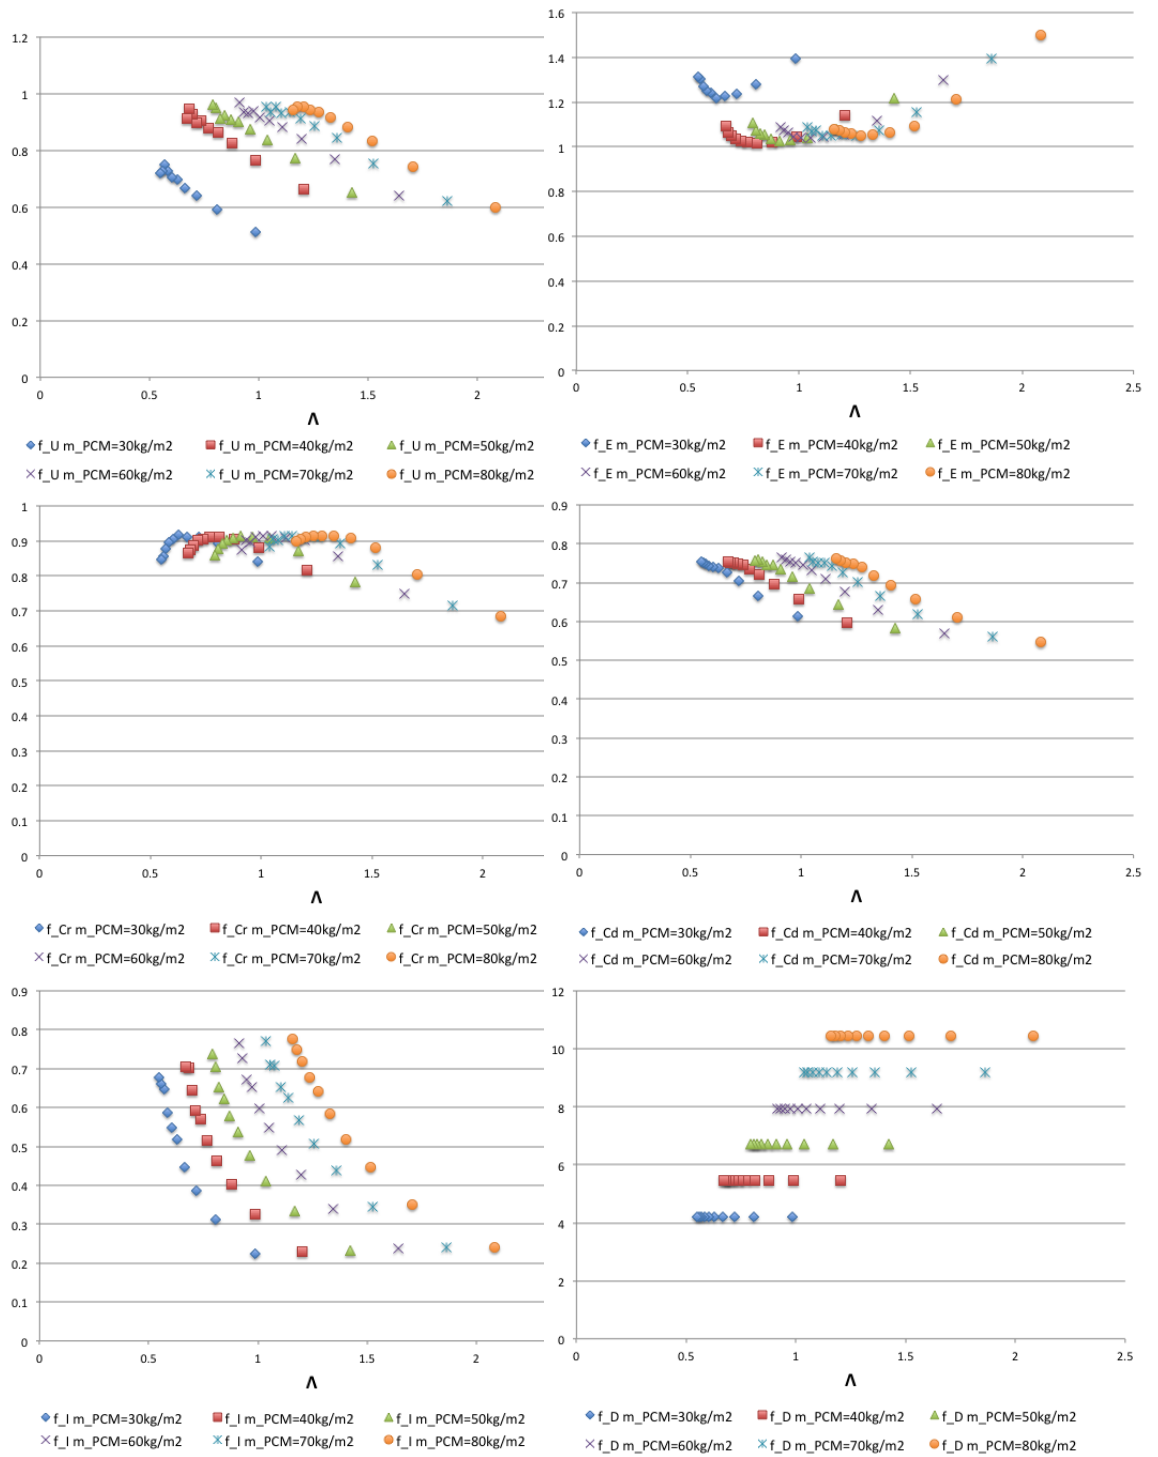 1.2
1
0.8
0.6
0.4
0.2
0
0 0.5 1 1.5 2
Λ
f_U m_PCM=30kg/m2 f_U m_PCM=40kg/m2 f_U m_PCM=50kg/m2
f_U m_PCM=60kg/m2 f_U m_PCM=70kg/m2 f_U m_PCM=80kg/m2
1.6
1.4
1.2
1
0.8
0.6
0.4
0.2
0
0 0.5 1 1.5 2 2.5
Λ
f_E m_PCM=30kg/m2 f_E m_PCM=40kg/m2 f_E m_PCM=50kg/m2
f_E m_PCM=60kg/m2 f_E m_PCM=70kg/m2 f_E m_PCM=80kg/m2
1
0.9
0.8
0.7
0.6
0.5
0.4
0.3
0.2
0.1
0
0 0.5 1 1.5 2
Λ
f_Cr m_PCM=30kg/m2 f_Cr m_PCM=40kg/m2 f_Cr m_PCM=50kg/m2
f_Cr m_PCM=60kg/m2 f_Cr m_PCM=70kg/m2 f_Cr m_PCM=80kg/m2
0.9
0.8
0.7
0.6
0.5
0.4
0.3
0.2
0.1
0
0 0.5 1 1.5 2 2.5
Λ
f_Cd m_PCM=30kg/m2 f_Cd m_PCM=40kg/m2 f_Cd m_PCM=50kg/m2
f_Cd m_PCM=60kg/m2 f_Cd m_PCM=70kg/m2 f_Cd m_PCM=80kg/m2
0.9
0.8
0.7
0.6
0.5
0.4
0.3
0.2
0.1
0
0 0.5 1 1.5 2
Λ
f_I m_PCM=30kg/m2 f_I m_PCM=40kg/m2 f_I m_PCM=50kg/m2
f_I m_PCM=60kg/m2 f_I m_PCM=70kg/m2 f_I m_PCM=80kg/m2
12
10
8
6
4
2
0
0 0.5 1 1.5 2 2.5
Λ
f_D m_PCM=30kg/m2 f_D m_PCM=40kg/m2 f_D m_PCM=50kg/m2
f_D m_PCM=60kg/m2 f_D m_PCM=70kg/m2 f_D m_PCM=80kg/m2